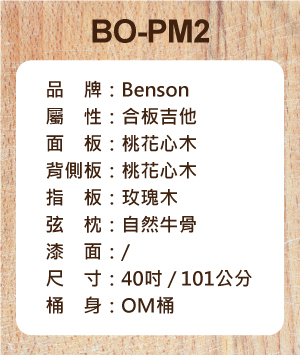 BO-PM2
品　牌：Benson
屬　性：合板吉他
面　板：桃花心木
背側板：桃花心木
指　板：玫瑰木
弦　枕：自然牛骨
漆　面：/
尺　寸：40吋 / 101公分
桶　身：OM桶